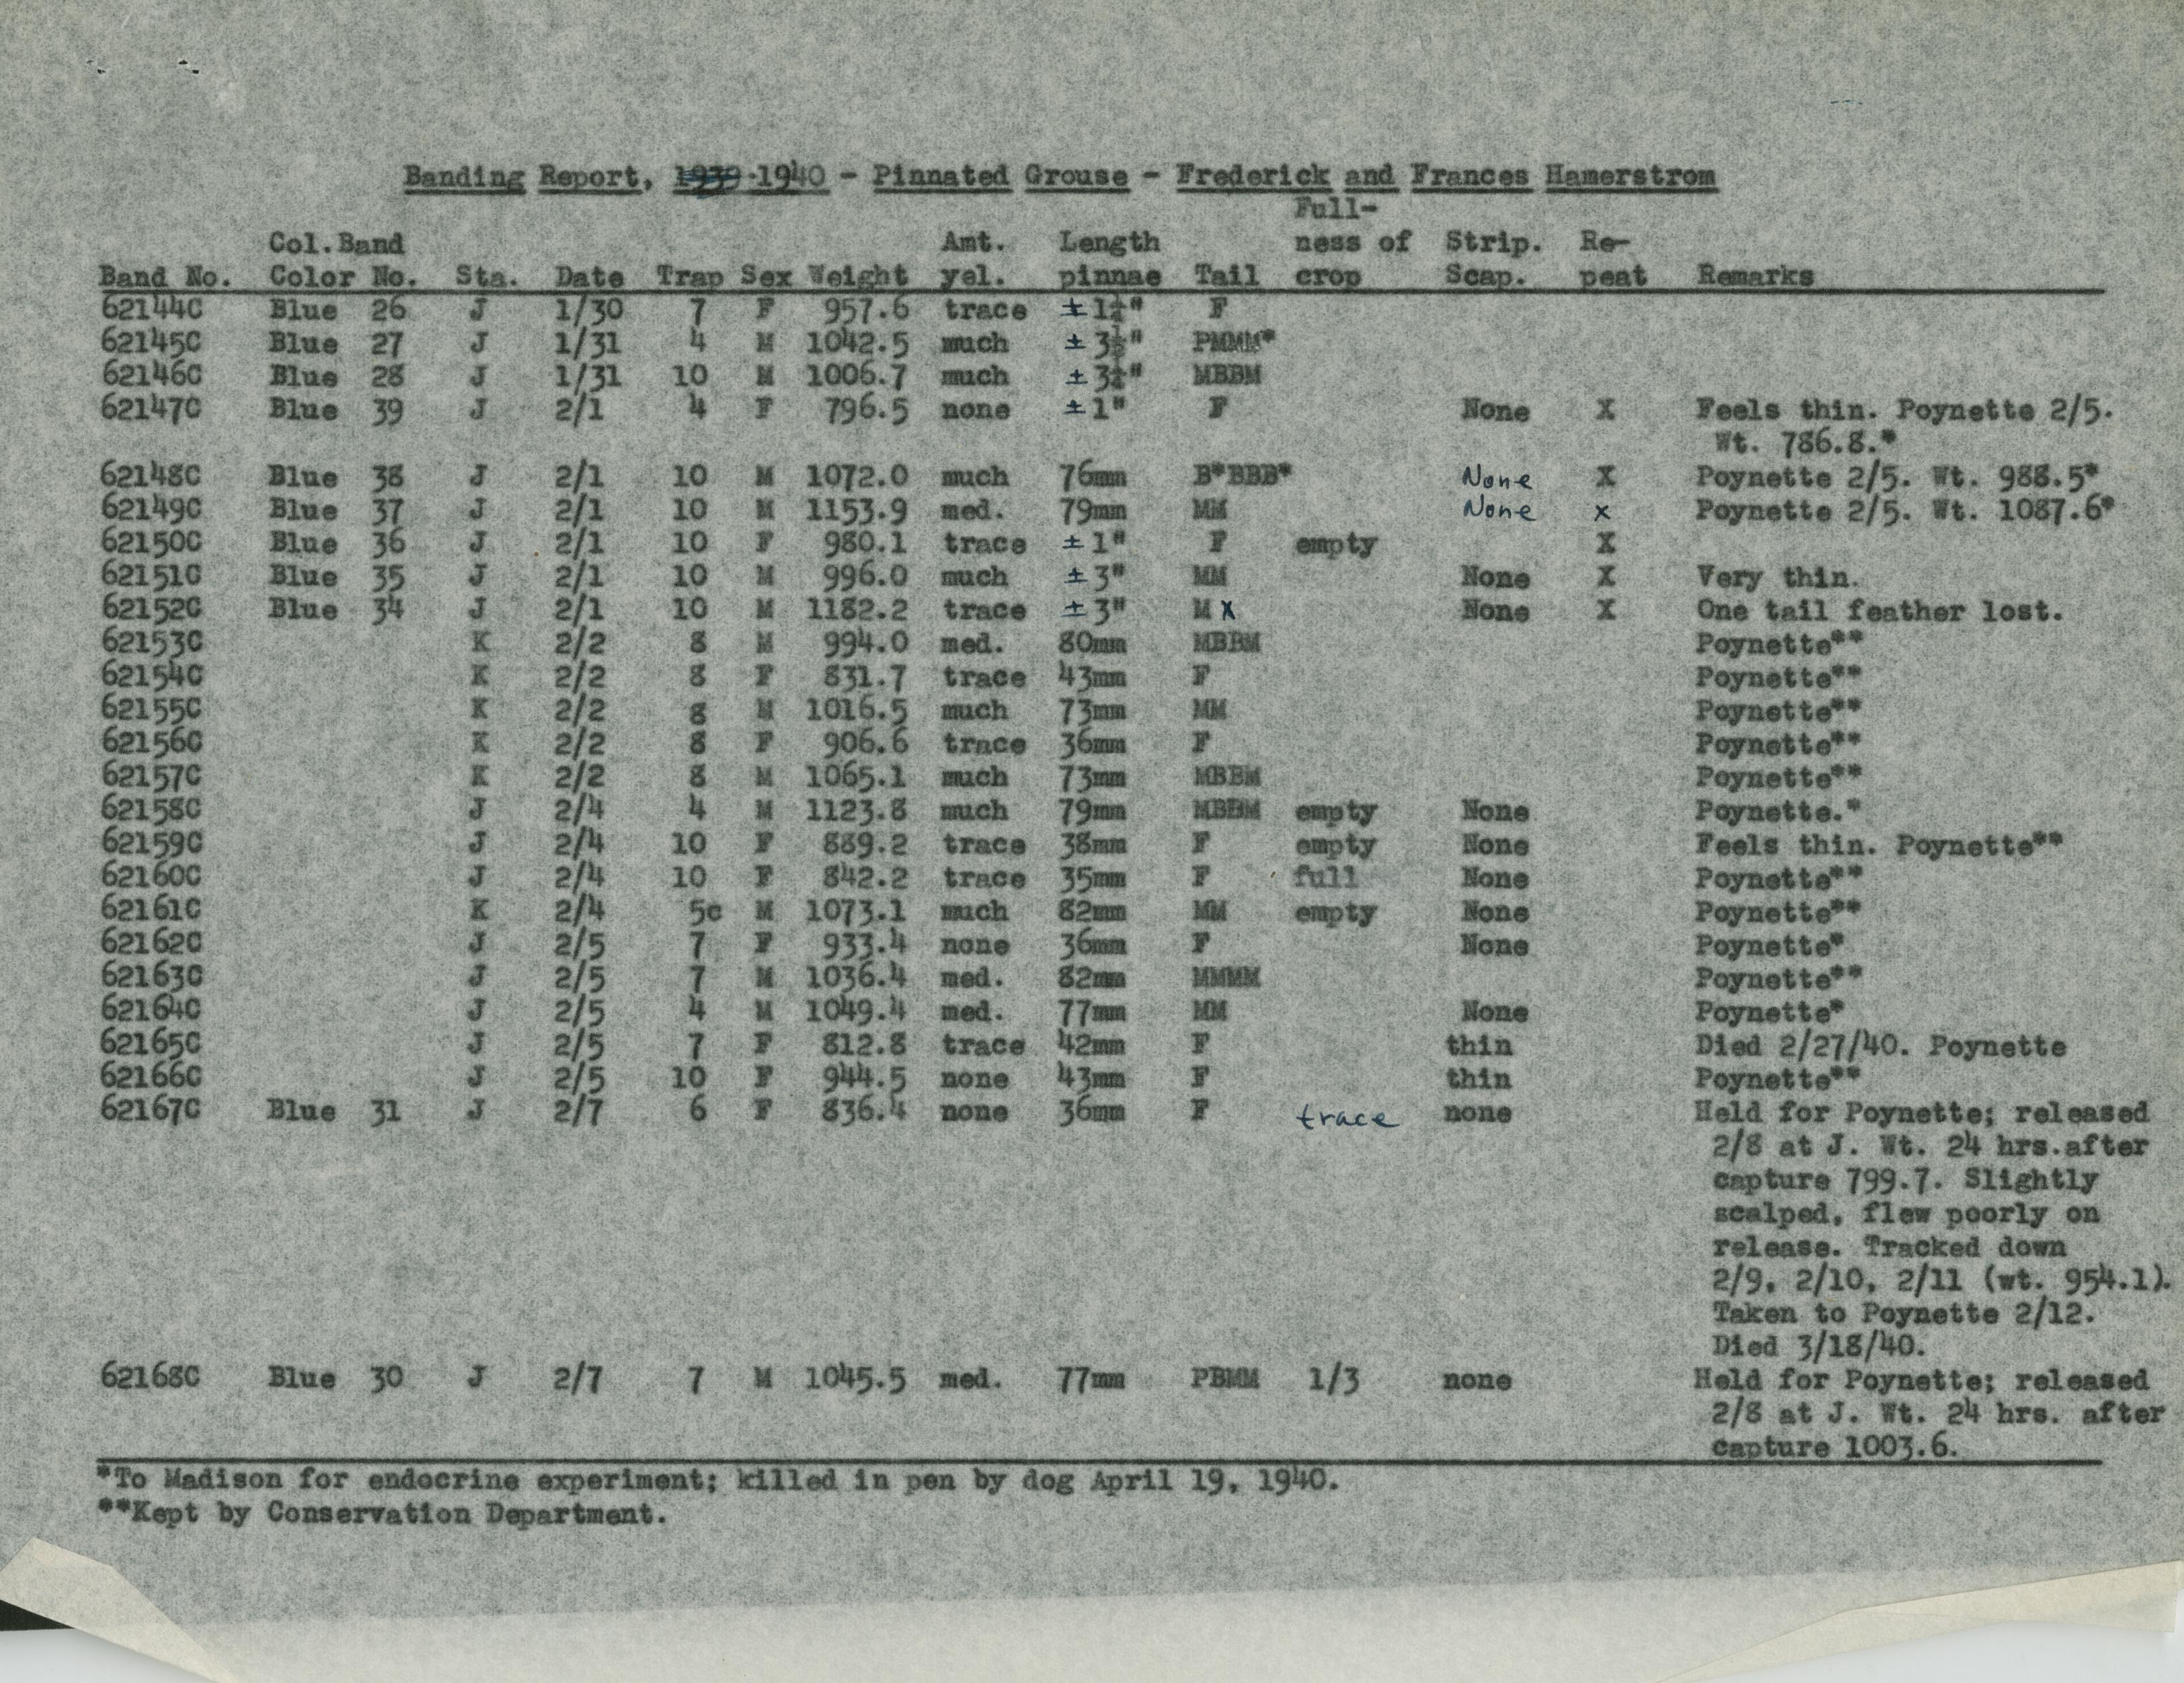 Banding Report, 1939-1940 - Pinnated Grouse - Frederick and Frances Hamerstrom
Full-
Col.Band Amt. Length ness of Strip. Re-
Band No. Color No. Sta. Date Trap Sex Weight yel. pinnae Tail crop Scap. peat Remarks
62144C Blue 26 J 1/30 7 F 957.6 trace ±1¼" F
62145C Blue 27 J 1/31 4 M 1042.5 much ±3½" PMMM*
62146C Blue 28 J 1/31 10 M 1006.7 much ±3¼" MBBM
62147C Blue 39 J 2/1 4 F 796.5 none ±1" F None X Feels thin. Poynette 2/5.
Wt. 786.8.*
62148C Blue 38 J 2/1 10 M 1072.0 much 76mm B*BBB* None X Poynette 2/5. Wt. 988.5*
62149C Blue 37 J 2/1 10 M 1153.9 med. 79mm MM None x Poynette 2/5. Wt. 1087.6*
62150C Blue 36 J 2/1 10 F 980.1 trace ±1" F empty X
62151C Blue 35 J 2/1 10 M 996.0 much ±3" MM None X Very thin.
62152C Blue 34 J 2/1 10 M 1182.2 trace ±3" M x None X One tail feather lost.
62153C K 2/2 8 M 994.0 med. 80mm MBBM Poynette**
62154C K 2/2 8 F 831.7 trace 43mm F Poynette**
62155C K 2/2 8 M 1016.5 much 73mm MM Poynette**
62156C K 2/2 8 F 906.6 trace 36mm F Poynette**
62157C K 2/2 8 M 1065.1 much 73mm MBBM Poynette**
62158C J 2/4 4 M 1123.8 much 79mm MBBM empty None Poynette.*
62159C J 2/4 10 F 889.2 trace 38mm F empty None Feels thin. Poynette**
62160C J 2/4 10 F 842.2 trace 35mm F full None Poynette**
62161C K 2/4 5c M 1073.1 much 82mm MM empty None Poynette**
62162C J 2/5 7 F 933.4 none 36mm F None Poynette*
62163C J 2/5 7 M 1036.4 med. 82mm MMMM Poynette**
62164C J 2/5 4 M 1049.4 med. 77mm MM None Poynette*
62165C J 2/5 7 F 812.8 trace 42mm F thin Died 2/27/40. Poynette
62166C J 2/5 10 F 944.5 none 43mm F thin Poynette**
62167C Blue 31 J 2/7 6 F 836.4 none 36mm F trace none Held for Poynette; released
2/8 at J. Wt. 24 hrs.after
capture 799.7. Slightly
scalped, flew poorly on
release. Tracked down
2/9, 2/10, 2/11 (wt. 954.1).
Taken to Poynette 2/12.
Died 3/18/40.
62168C Blue 30 J 2/7 7 M 1045.5 med. 77mm PBMM 1/3 none Held for Poynette; released
2/8 at J. Wt. 24 hrs. after
capture 1003.6.
*To Madison for endocrine experiment; killed in pen by dog April 19, 1940.
**Kept by Conservation Department.